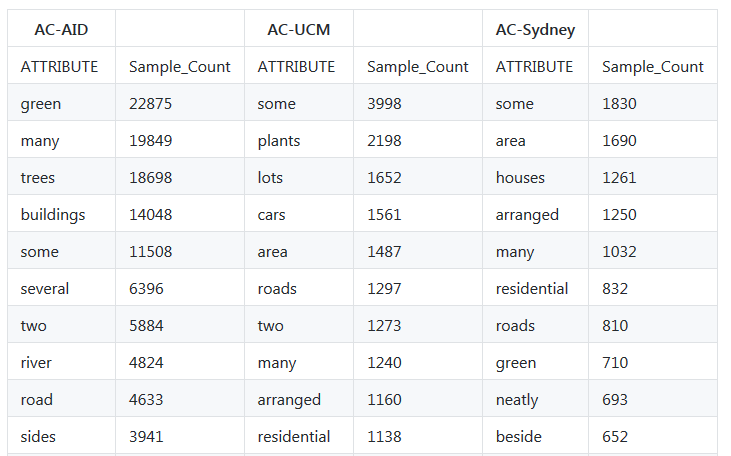 AC-AID AC-UCM AC-Sydney
ATTRIBUTE Sample_Count ATTRIBUTE Sample_Count ATTRIBUTE Sample_Count
green 22875 some 3998 some 1830
many 19849 plants 2198 area 1690
trees 18698 lots 1652 houses 1261
buildings 14048 cars 1561 arranged 1250
some 11508 area 1487 many 1032
several 6396 roads 1297 residential 832
two 5884 two 1273 roads 810
river 4824 many 1240 green 710
road 4633 arranged 1160 neatly 693
sides 3941 residential 1138 beside 652